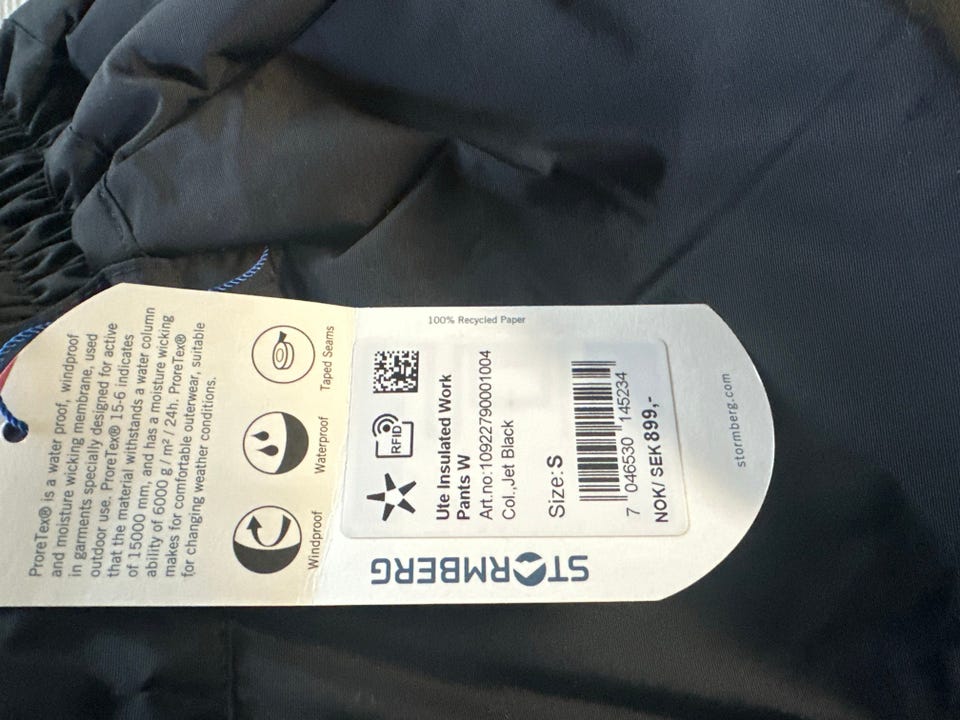 ProreTex® is a water proof, windproof
and moisture wicking membrane, used
in garments specially designed for active
outdoor use. ProreTex® 15-6 indicates
that the material withstands a water column
of 15000 mm, and has a moisture wicking
ability of 6000 g / m² / 24h. ProreTex®
makes for comfortable outerwear, suitable
for changing weather conditions.
Windproof
Waterproof
Taped Seams
100% Recycled Paper
RFID
Ute Insulated Work
Pants W
Art.no:10922790001004
Col.,Jet Black
Size: S
7 046530 145234
NOK/ SEK 899,-
STORMBERG
stormberg.com